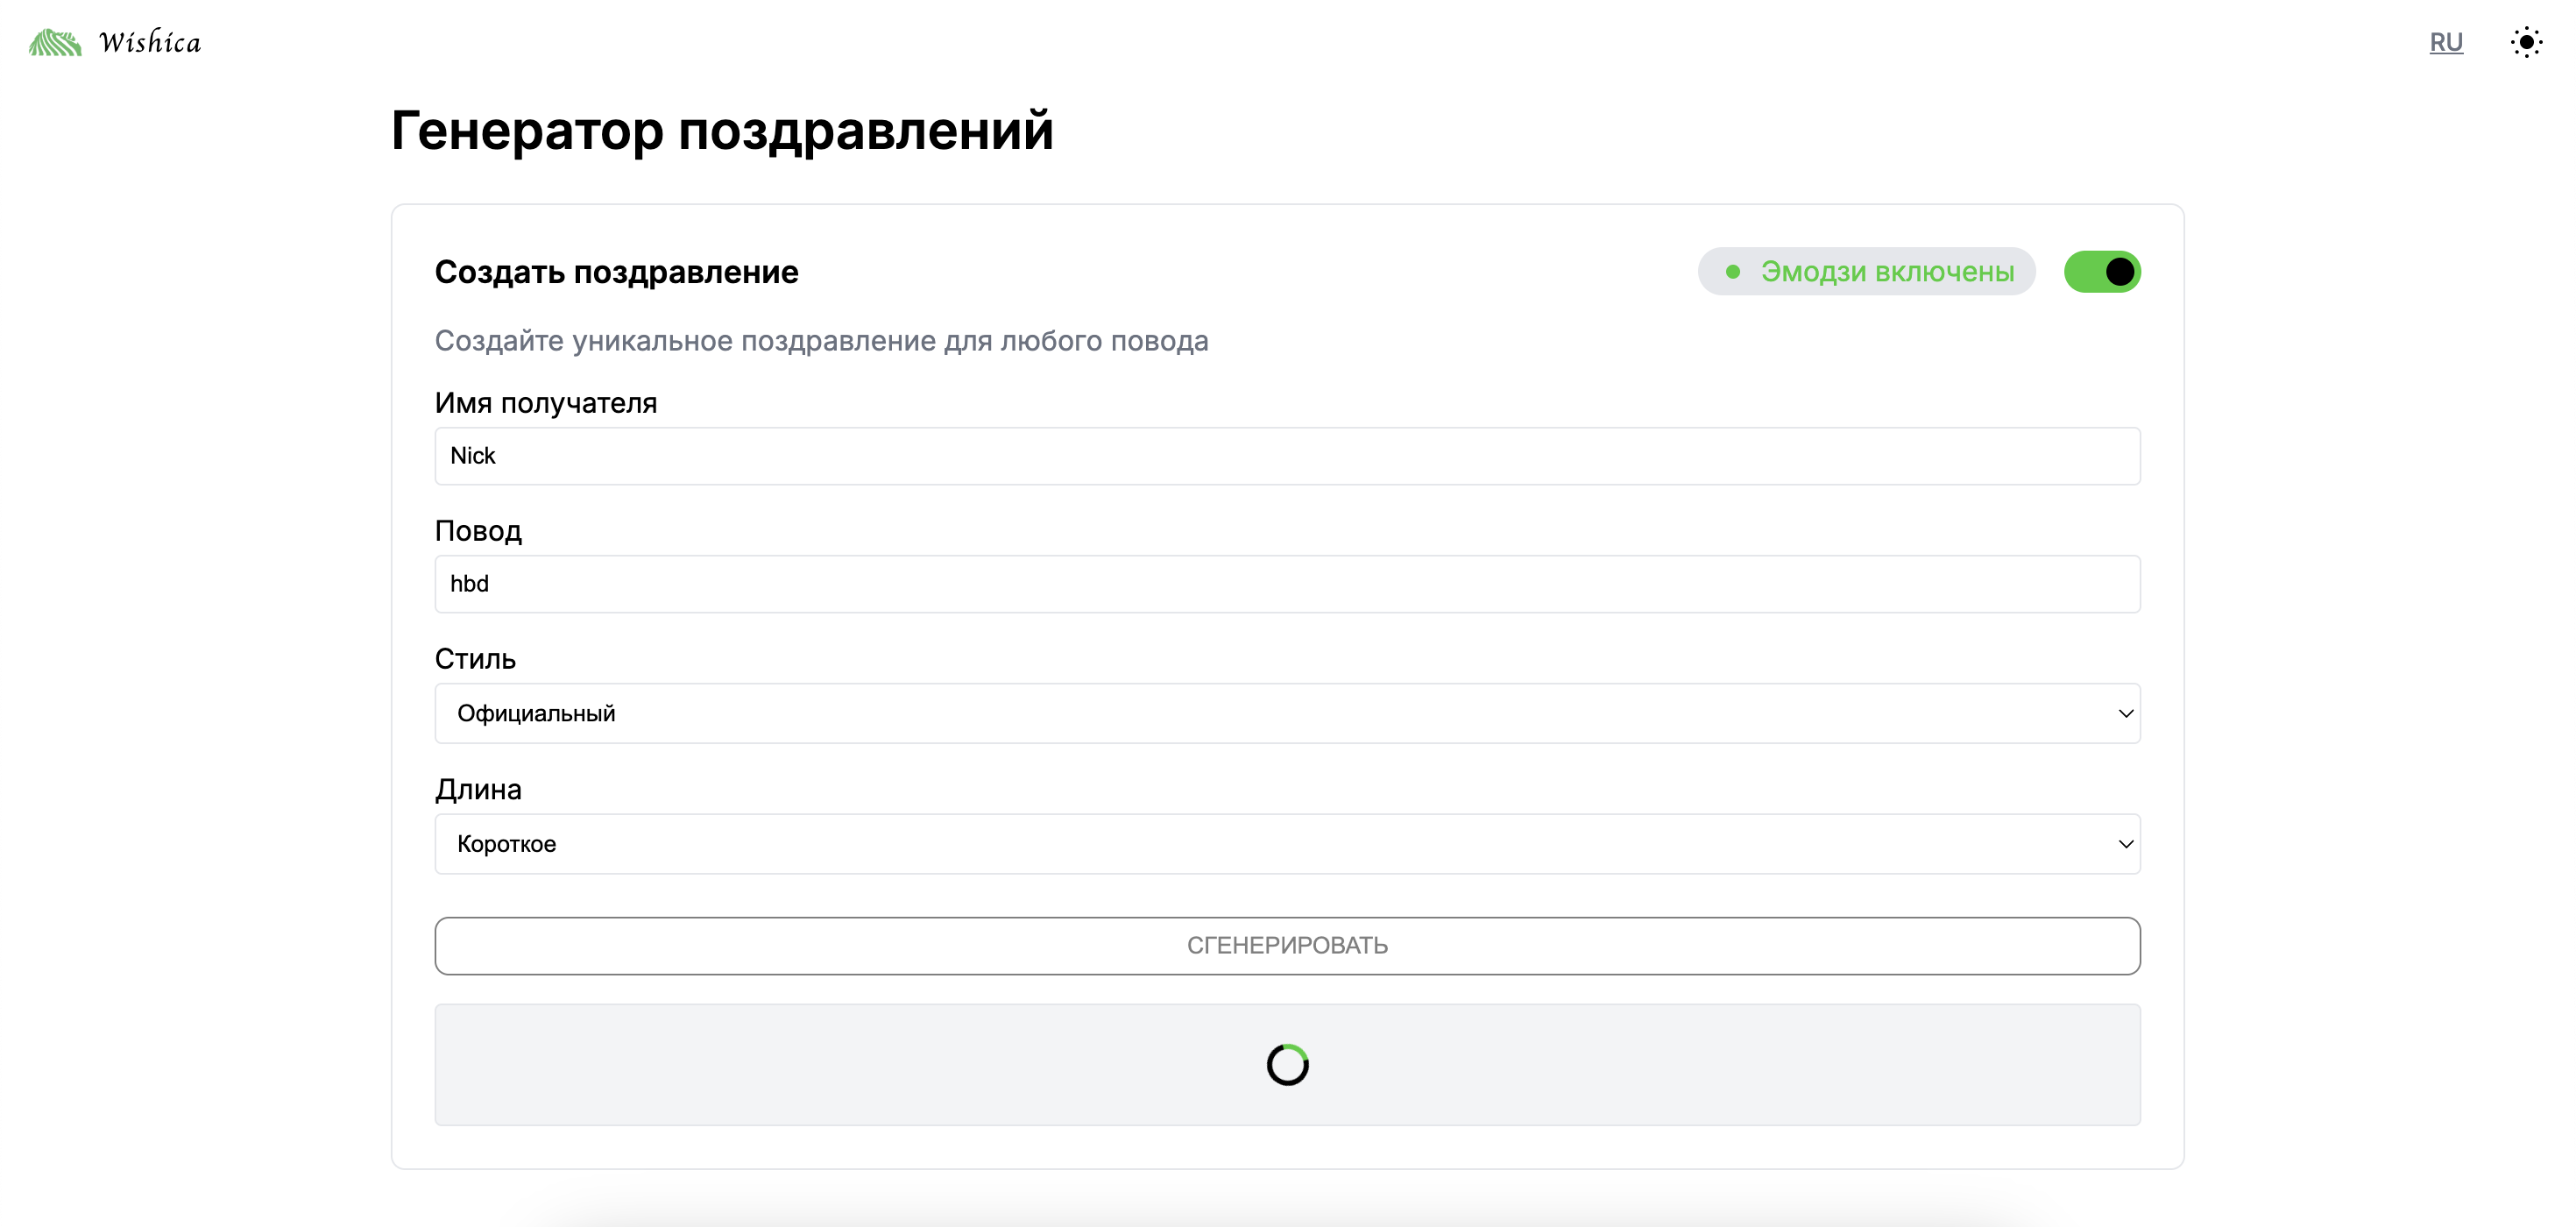 Wishica
RU
Генератор поздравлений
Создать поздравление
Эмодзи включены
Создайте уникальное поздравление для любого повода
Имя получателя
Nick
Повод
hbd
Стиль
Официальный
Длина
Короткое
СГЕНЕРИРОВАТЬ